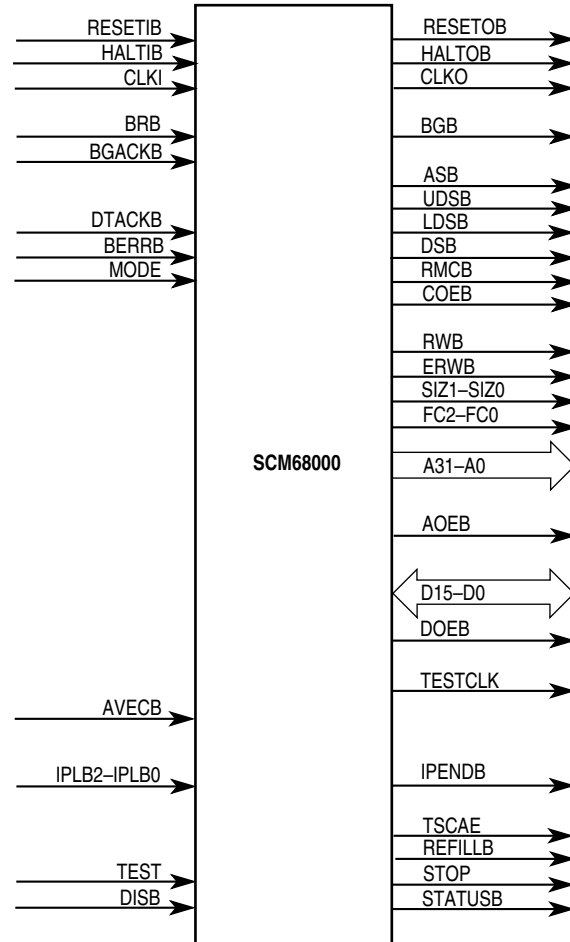 RESETIB
HALTIB
CLKI
BRB
BGACKB
DTACKB
BERRB
MODE
AVECB
IPLB2–IPLB0
TEST
DISB
SCM68000
RESETOB
HALTOB
CLKO
BGB
ASB
UDSB
LDSB
DSB
RMCB
COEB
RWB
ERWB
SIZ1–SIZ0
FC2–FC0
A31–A0
AOEB
D15–D0
DOEB
TESTCLK
IPENDB
TSCAE
REFILLB
STOP
STATUSB